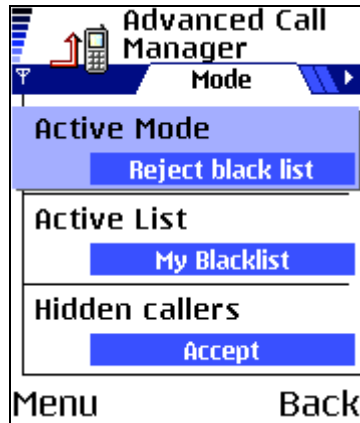 Advanced Call
Manager
Mode
Active Mode
Reject black list
Active List
My Blacklist
Hidden callers
Accept
Menu Back